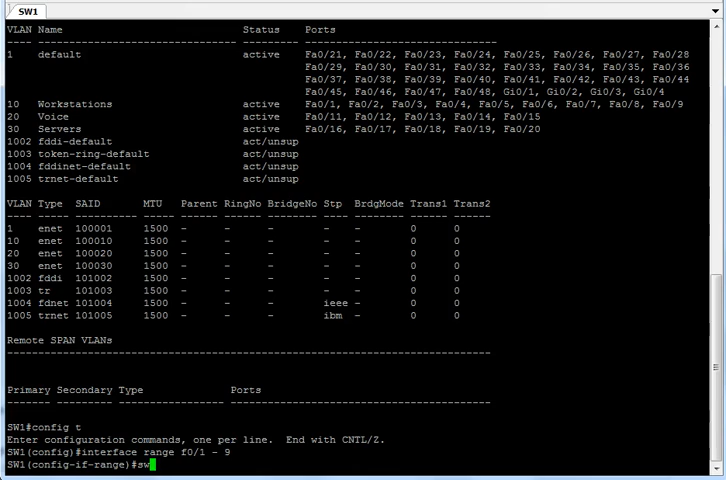 SW1
VLAN Name                             Status    Ports
---- -------------------------------- --------- -------------------------------
1    default                          active    Fa0/21, Fa0/22, Fa0/23, Fa0/24, Fa0/25, Fa0/26, Fa0/27, Fa0/28
                                                Fa0/29, Fa0/30, Fa0/31, Fa0/32, Fa0/33, Fa0/34, Fa0/35, Fa0/36
                                                Fa0/37, Fa0/38, Fa0/39, Fa0/40, Fa0/41, Fa0/42, Fa0/43, Fa0/44
                                                Fa0/45, Fa0/46, Fa0/47, Fa0/48, Gi0/1, Gi0/2, Gi0/3, Gi0/4
10   Workstations                     active    Fa0/1, Fa0/2, Fa0/3, Fa0/4, Fa0/5, Fa0/6, Fa0/7, Fa0/8, Fa0/9
20   Voice                            active    Fa0/11, Fa0/12, Fa0/13, Fa0/14, Fa0/15
30   Servers                          active    Fa0/16, Fa0/17, Fa0/18, Fa0/19, Fa0/20
1002 fddi-default                     act/unsup
1003 token-ring-default               act/unsup
1004 fddinet-default                  act/unsup
1005 trnet-default                    act/unsup
VLAN Type  SAID       MTU   Parent RingNo BridgeNo Stp  BrdgMode Trans1 Trans2
---- ----- ---------- ----- ------ ------ -------- ---- -------- ------ ------
1    enet  100001     1500  -      -      -        -    -        0      0
10   enet  100010     1500  -      -      -        -    -        0      0
20   enet  100020     1500  -      -      -        -    -        0      0
30   enet  100030     1500  -      -      -        -    -        0      0
1002 fddi  101002     1500  -      -      -        -    -        0      0
1003 tr    101003     1500  -      -      -        -    -        0      0
1004 fdnet 101004     1500  -      -      -        ieee -        0      0
1005 trnet 101005     1500  -      -      -        ibm  -        0      0
Remote SPAN VLANs
------------------------------------------------------------------------------
Primary Secondary Type              Ports
------- --------- ----------------- ------------------------------------------
SW1#config t
Enter configuration commands, one per line.  End with CNTL/Z.
SW1(config)#interface range f0/1 - 9
SW1(config-if-range)#sw